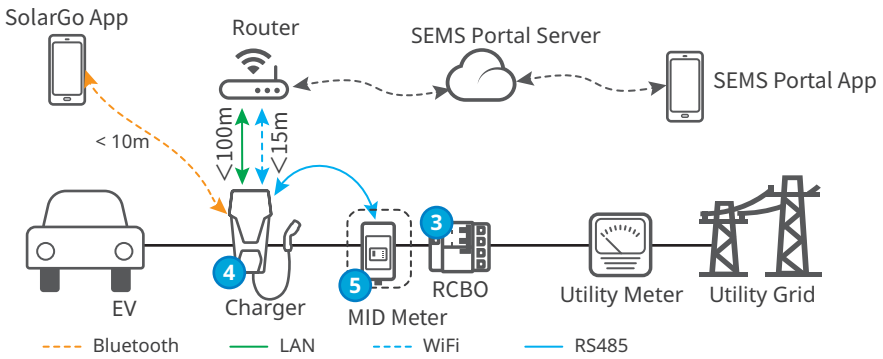 SolarGo App
Router
SEMS Portal Server
SEMS Portal App
< 10m
<100m
<15m
3
4
5
EV
Charger
MID Meter
RCBO
Utility Meter
Utility Grid
Bluetooth
LAN
WiFi
RS485